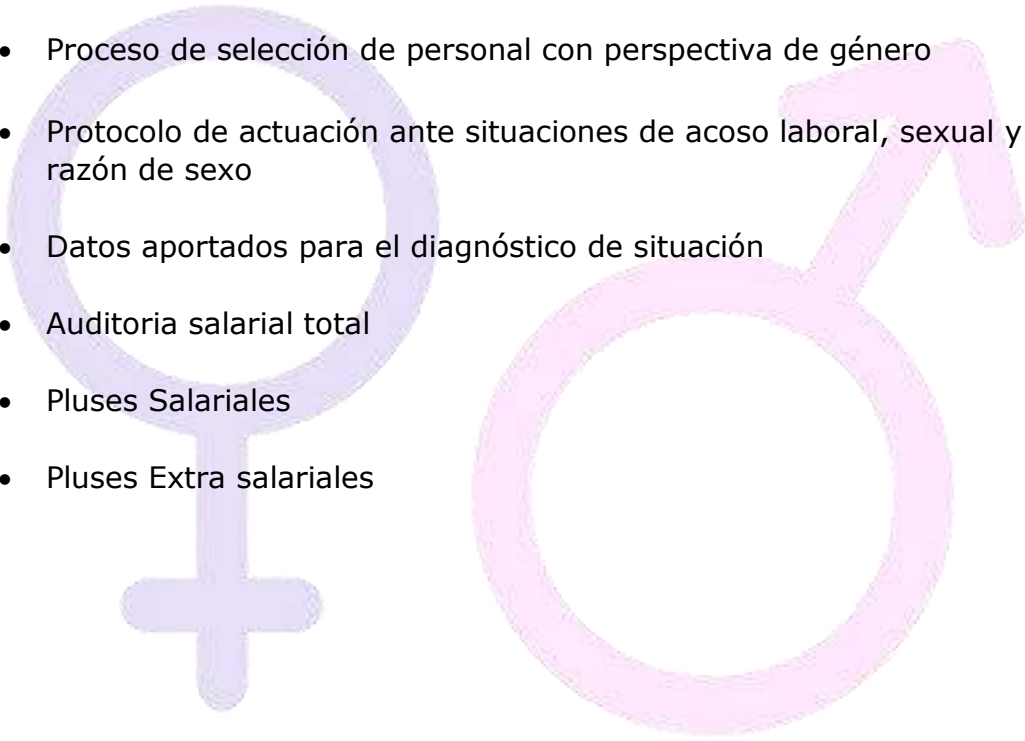 • Proceso de selección de personal con perspectiva de género
• Protocolo de actuación ante situaciones de acoso laboral, sexual y
razón de sexo
• Datos aportados para el diagnóstico de situación
• Auditoria salarial total
• Pluses Salariales
• Pluses Extra salariales